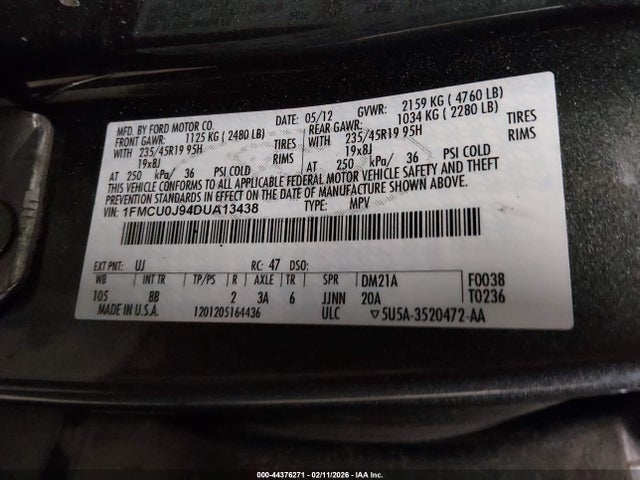 MFD. BY FORD MOTOR CO. DATE: 05/12 GVWR: 2159 KG ( 4760 LB)
FRONT GAWR: 1125 KG ( 2480 LB) REAR GAWR: 1034 KG ( 2280 LB)
WITH 235/45R19 95H TIRES WITH 235/45R19 95H TIRES
19x8J RIMS 19x8J RIMS
AT 250 kPa/ 36 PSI COLD AT 250 kPa/ 36 PSI COLD
THIS VEHICLE CONFORMS TO ALL APPLICABLE FEDERAL MOTOR VEHICLE SAFETY AND THEFT
PREVENTION STANDARDS IN EFFECT ON THE DATE OF MANUFACTURE SHOWN ABOVE.
VIN: 1FMCU0J94DUA13438 TYPE: MPV
EXT PNT: UJ RC: 47 DSO:
WB INT TR TP/PS R AXLE TR SPR DM21A F0038
105 8B 2 3A 6 JJNN 20A T0236
MADE IN U.S.A. 1201205164436 ULC ▽5U5A-3520472-AA
000-44376271 - 02/11/2026 - IAA Inc.